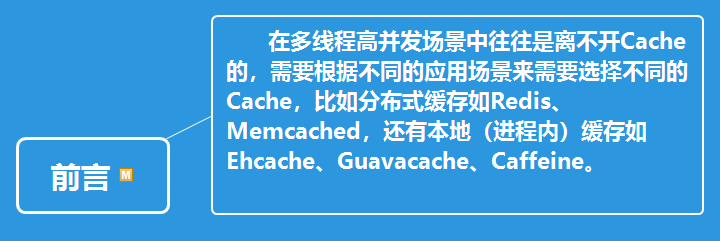 在多线程高并发场景中往往是离不开Cache
的，需要根据不同的应用场景来需要选择不同的
Cache，比如分布式缓存如Redis、
Memcached，还有本地（进程内）缓存如
Ehcache、Guavacache、Caffeine。
前言 M